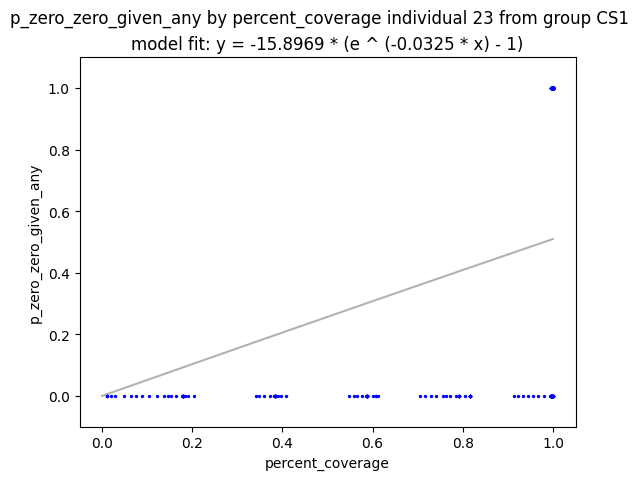 p_zero_zero_given_any by percent_coverage individual 23 from group CS1
model fit: y = -15.8969 * (e ^ (-0.0325 * x) - 1)
1.0
0.8
0.6
0.4
0.2
0.0
p_zero_zero_given_any
0.0 0.2 0.4 0.6 0.8 1.0
percent_coverage